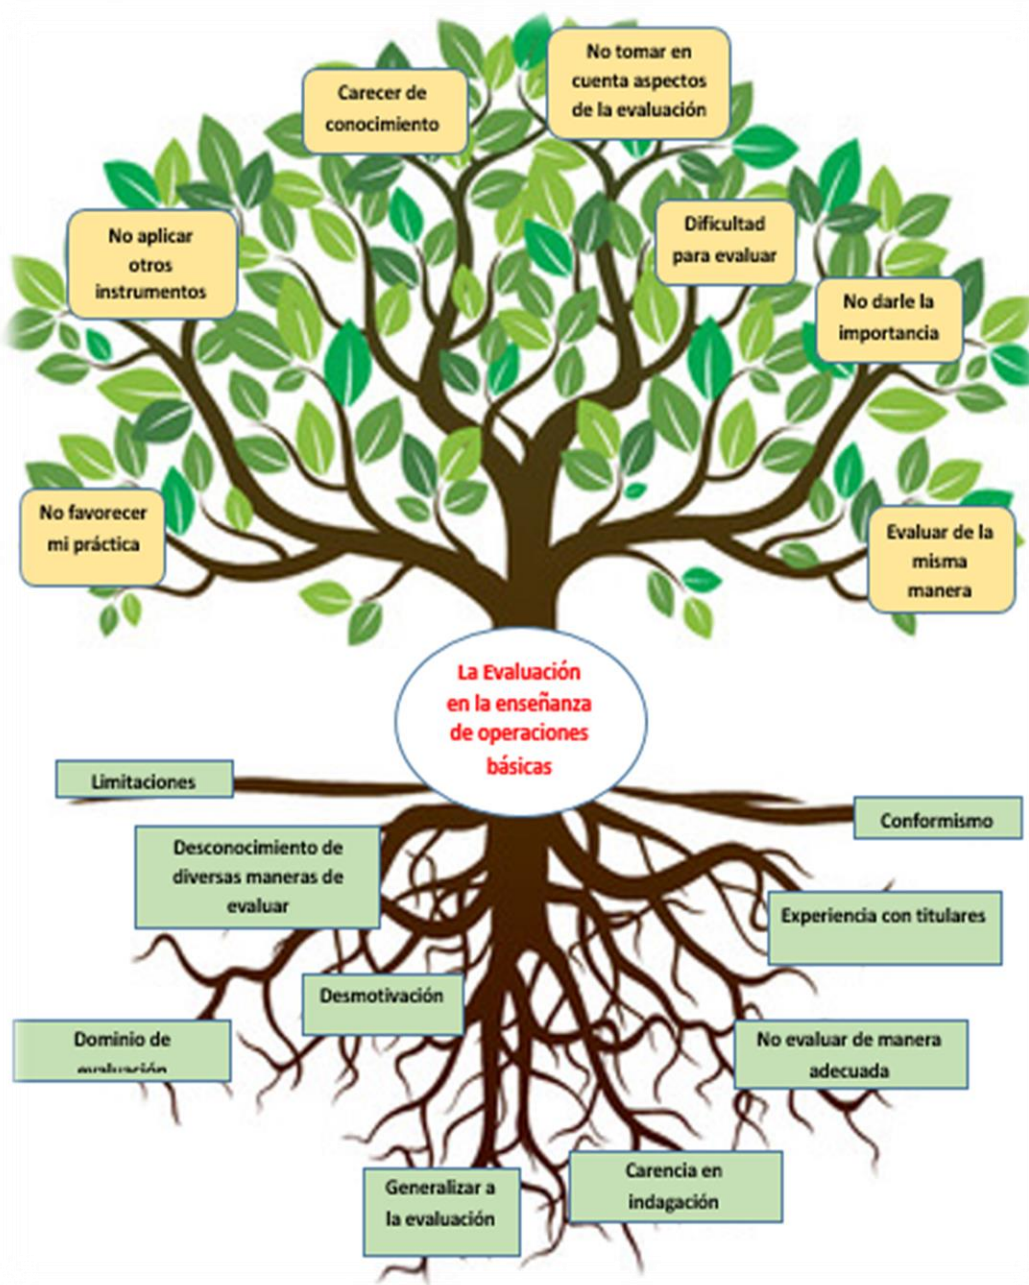 No tomar en
cuenta aspectos
de la evaluación
Carecer de
conocimiento
Dificultad
para evaluar
No aplicar
otros
instrumentos
No darle la
importancia
No favorecer
mi práctica
Evaluar de la
misma
manera
La Evaluación
en la enseñanza
de operaciones
básicas
Limitaciones
Conformismo
Desconocimiento de
diversas maneras de
evaluar
Experiencia con titulares
Desmotivación
Dominio de
evaluación
No evaluar de manera
adecuada
Generalizar a
la evaluación
Carencia en
indagación